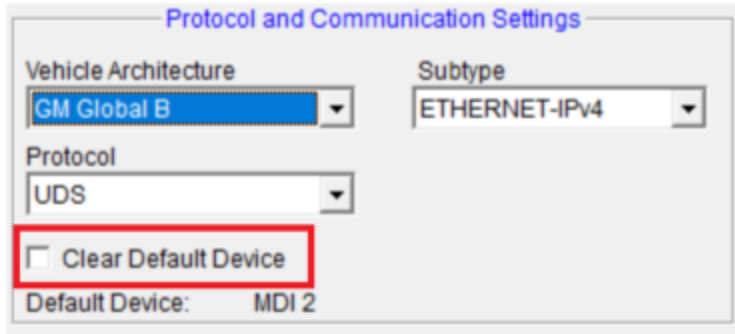 Protocol and Communication Settings
Vehicle Architecture
Subtype
GM Global B
ETHERNET-IPv4
Protocol
UDS
Clear Default Device
Default Device: MDI 2